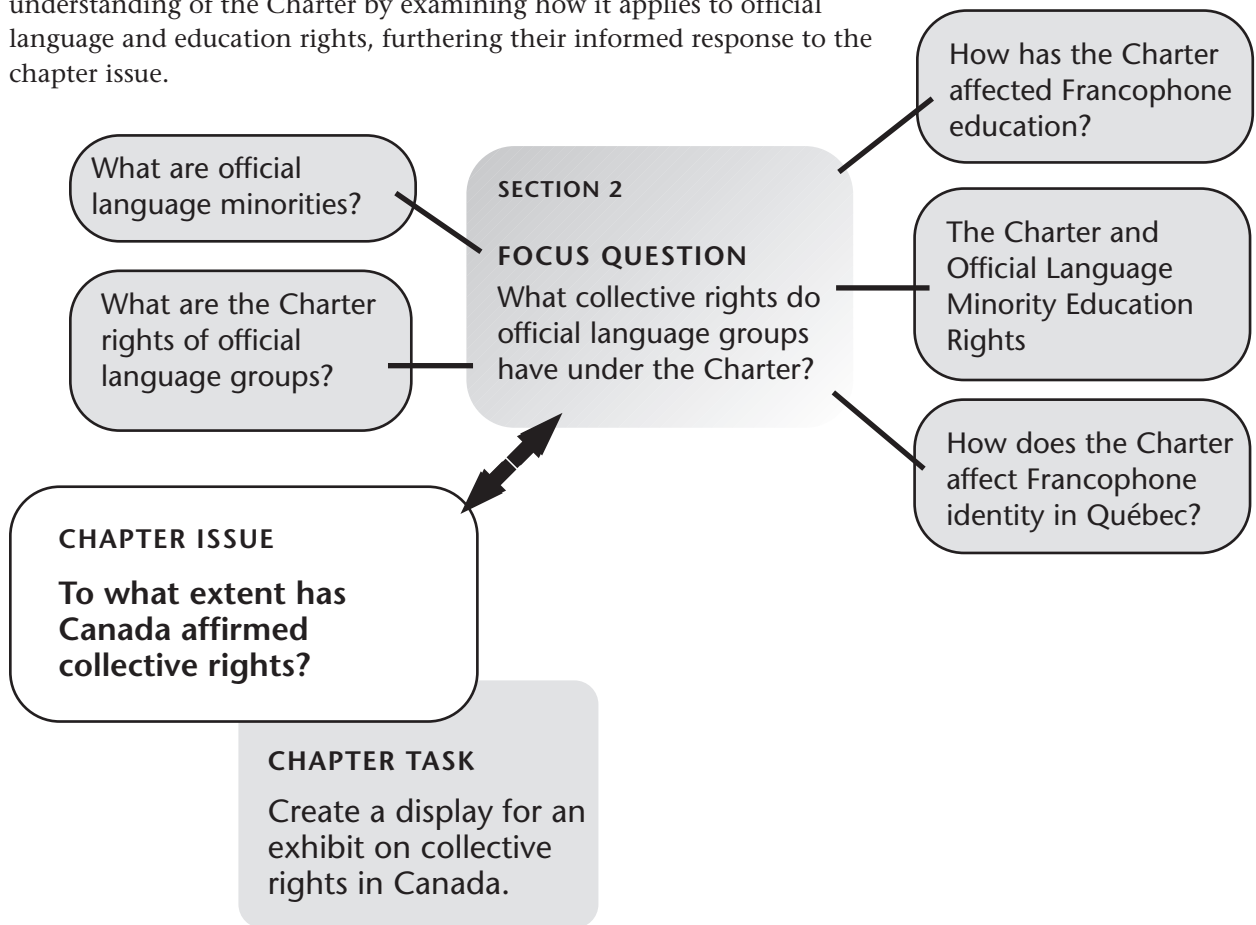 understanding of the Charter by examining how it applies to official
language and education rights, furthering their informed response to the
chapter issue.
What are official
language minorities?
What are the Charter
rights of official
language groups?
SECTION 2
FOCUS QUESTION
What collective rights do
official language groups
have under the Charter?
How has the Charter
affected Francophone
education?
The Charter and
Official Language
Minority Education
Rights
How does the Charter
affect Francophone
identity in Québec?
CHAPTER ISSUE
To what extent has
Canada affirmed
collective rights?
CHAPTER TASK
Create a display for an
exhibit on collective
rights in Canada.